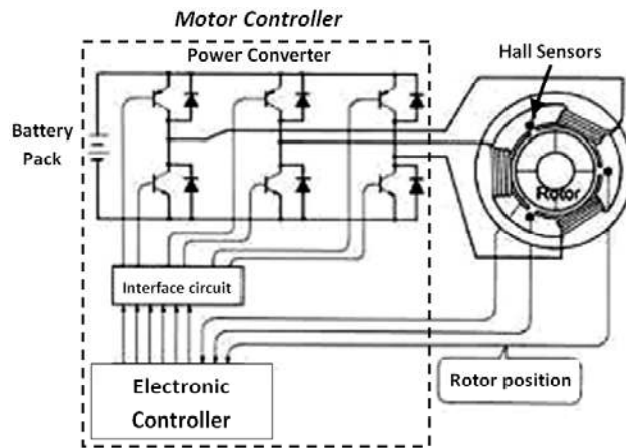 Motor Controller
Power Converter
Hall Sensors
Battery
Pack
Rotor
Interface circuit
Electronic
Controller
Rotor position